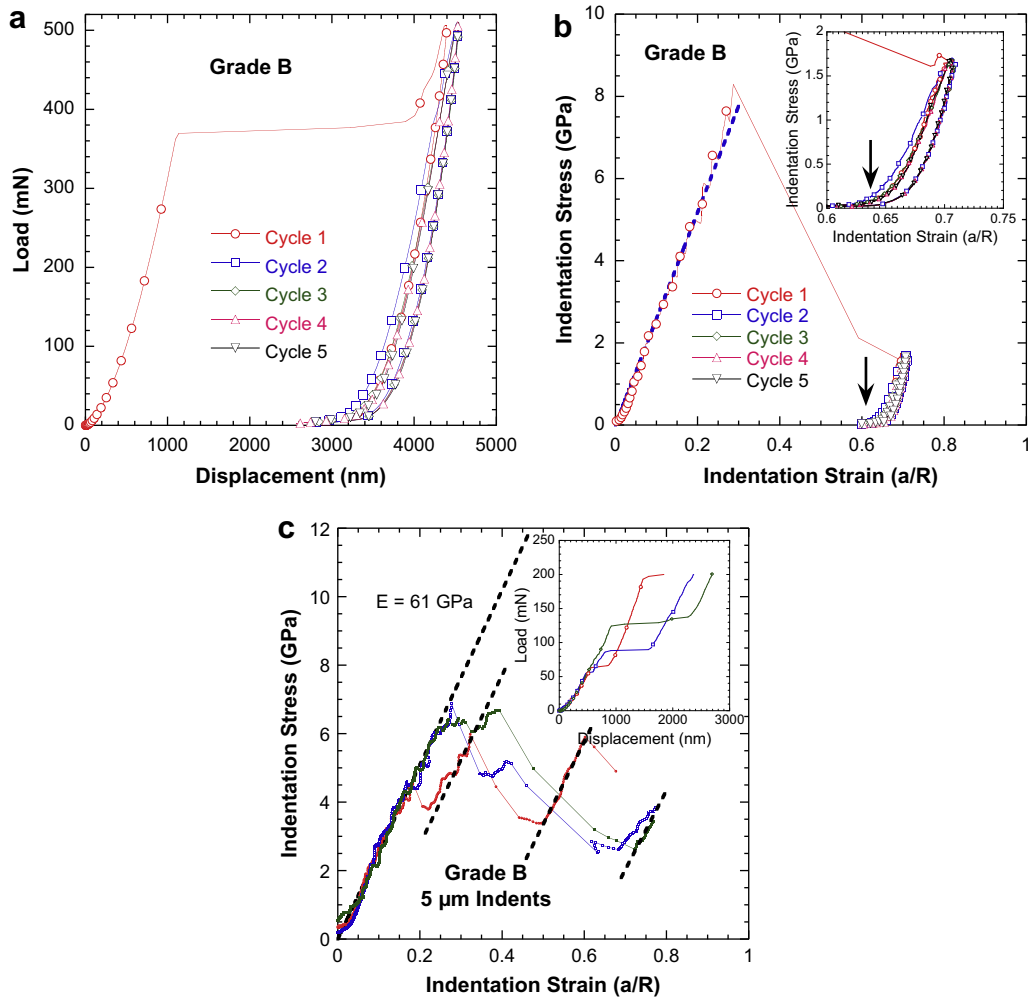 a
Grade B
Load (mN)
500
400
300
200
100
0
Cycle 1
Cycle 2
Cycle 3
Cycle 4
Cycle 5
0 1000 2000 3000 4000 5000
Displacement (nm)
b
Grade B
Indentation Stress (GPa)
10
8
6
4
2
0
Cycle 1
Cycle 2
Cycle 3
Cycle 4
Cycle 5
0 0.2 0.4 0.6 0.8 1
Indentation Strain (a/R)
Indentation Stress (GPa)
2
1.5
1
0.5
0
0.6 0.65 0.7 0.75
Indentation Strain (a/R)
c
Indentation Stress (GPa)
12
10
8
6
4
2
0
E = 61 GPa
Grade B
5 µm Indents
0 0.2 0.4 0.6 0.8 1
Indentation Strain (a/R)
Load (mN)
250
200
150
100
50
0
0 1000 2000 3000
Displacement (nm)